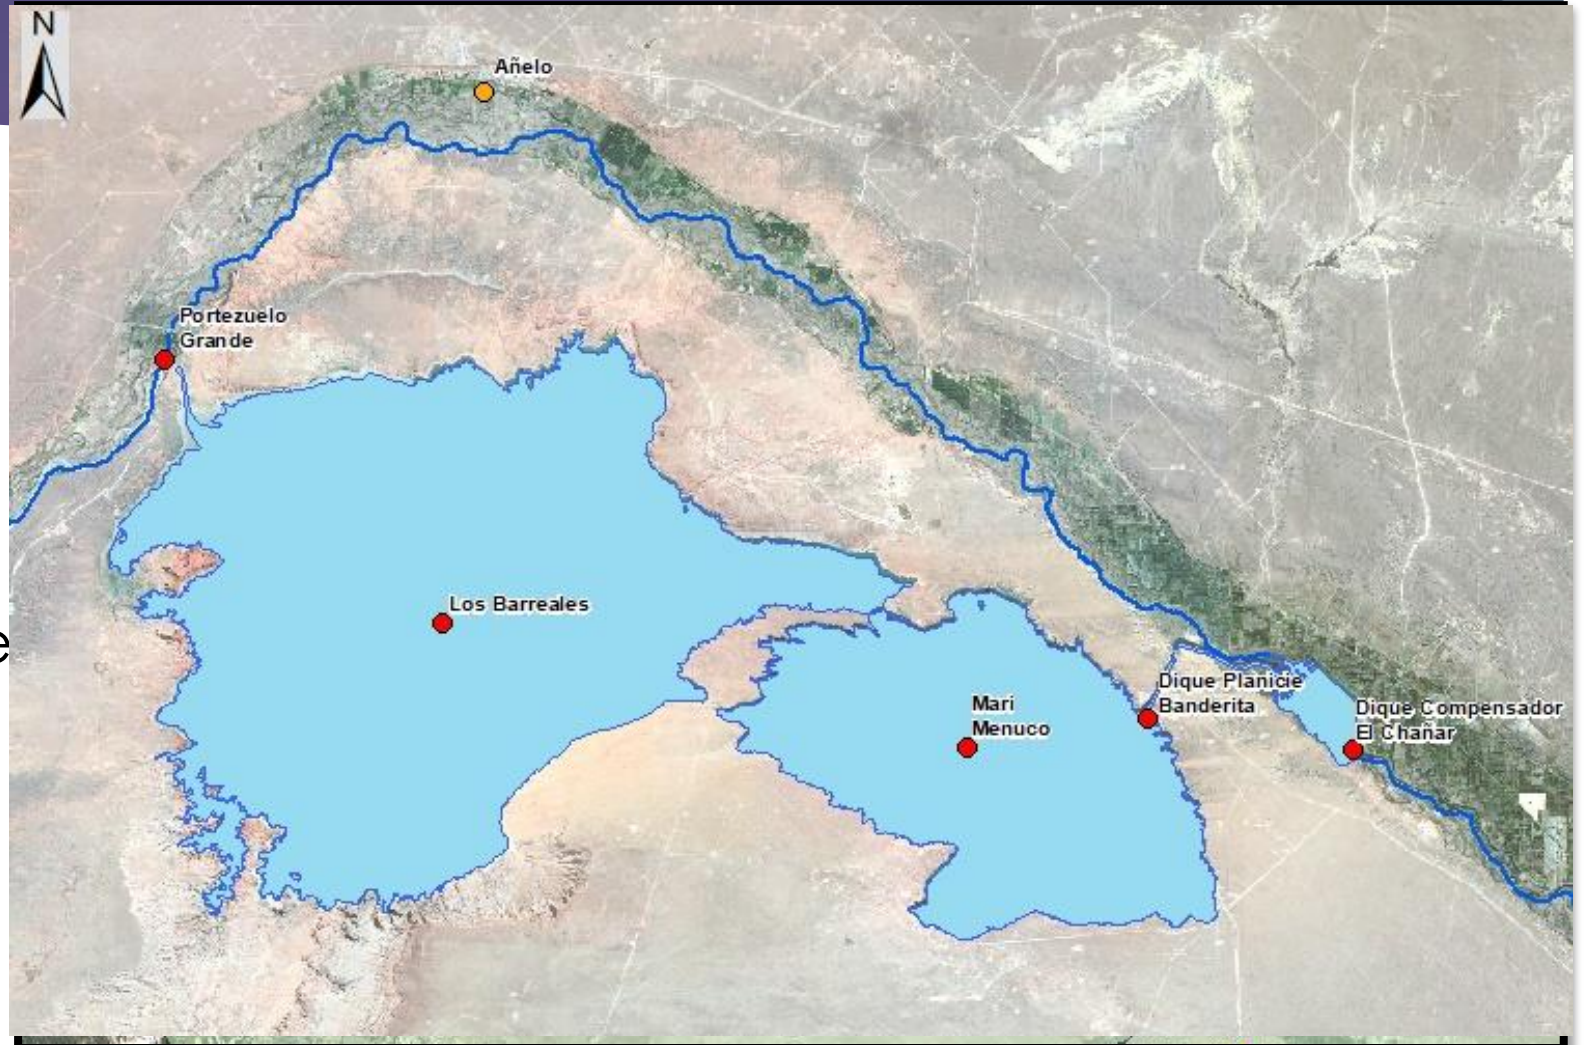 N
Añelo
Portezuelo
Grande
Los Barreales
e
Mari
Menuco
Dique Planicie
Banderita
Dique Compensador
El Chañar